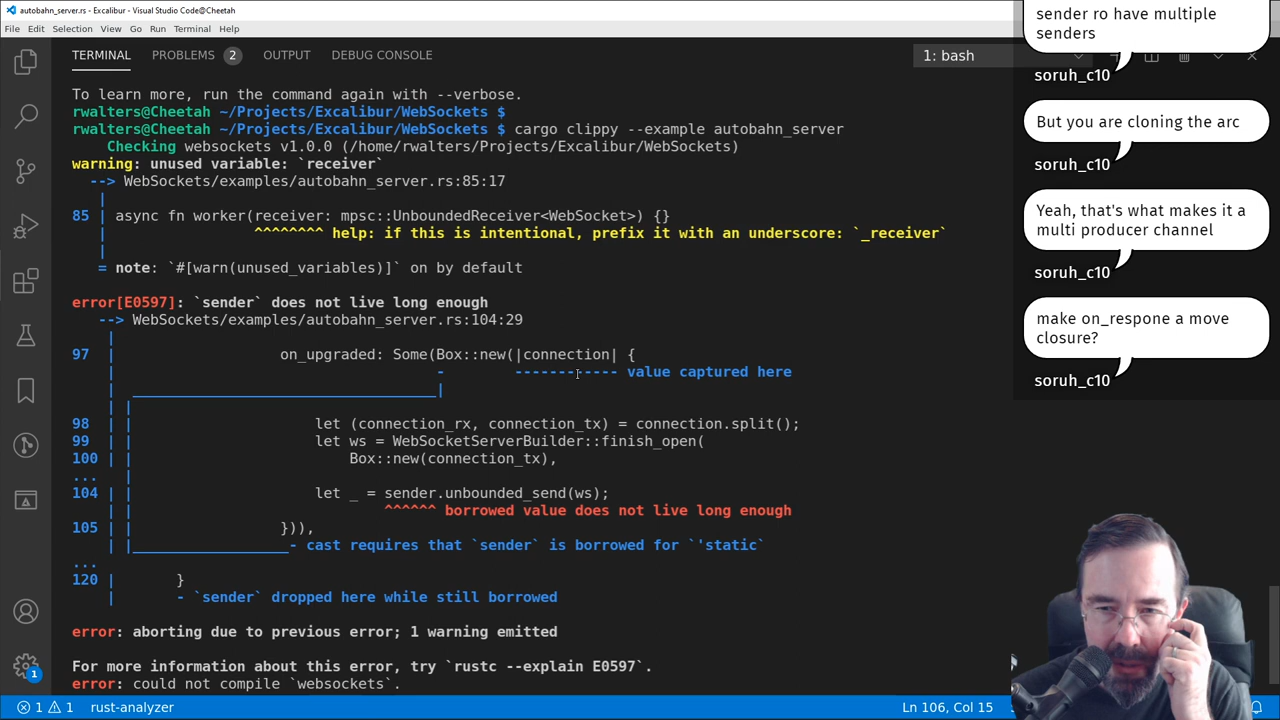 autobahn_server.rs - Excalibur - Visual Studio Code@Cheetah
File Edit Selection View Go Run Terminal Help
TERMINAL PROBLEMS 2 OUTPUT DEBUG CONSOLE 1: bash
To learn more, run the command again with --verbose.
rwalters@Cheetah ~/Projects/Excalibur/WebSockets $
rwalters@Cheetah ~/Projects/Excalibur/WebSockets $ cargo clippy --example autobahn_server
    Checking websockets v1.0.0 (/home/rwalters/Projects/Excalibur/WebSockets)
warning: unused variable: `receiver`
  --> WebSockets/examples/autobahn_server.rs:85:17
   |
85 | async fn worker(receiver: mpsc::UnboundedReceiver<WebSocket>) {}
   |                 ^^^^^^^^ help: if this is intentional, prefix it with an underscore: `_receiver`
   |
   = note: `#[warn(unused_variables)]` on by default
error[E0597]: `sender` does not live long enough
   --> WebSockets/examples/autobahn_server.rs:104:29
    |
97  |                   on_upgraded: Some(Box::new(|connection| {
    |                                     -        ------------ value captured here
    |  ___________________________________|
    | |
98  | |                     let (connection_rx, connection_tx) = connection.split();
99  | |                     let ws = WebSocketServerBuilder::finish_open(
100 | |                         Box::new(connection_tx),
... |
104 | |                     let _ = sender.unbounded_send(ws);
    | |                             ^^^^^^ borrowed value does not live long enough
105 | |                 })),
    | |__________________- cast requires that `sender` is borrowed for `'static`
...
120 |       }
    |       - `sender` dropped here while still borrowed
error: aborting due to previous error; 1 warning emitted
For more information about this error, try `rustc --explain E0597`.
error: could not compile `websockets`.
1
1 1 rust-analyzer Ln 106, Col 15
sender ro have multiple
senders
soruh_c10
But you are cloning the arc
soruh_c10
Yeah, that's what makes it a
multi producer channel
soruh_c10
make on_respone a move
closure?
soruh_c10